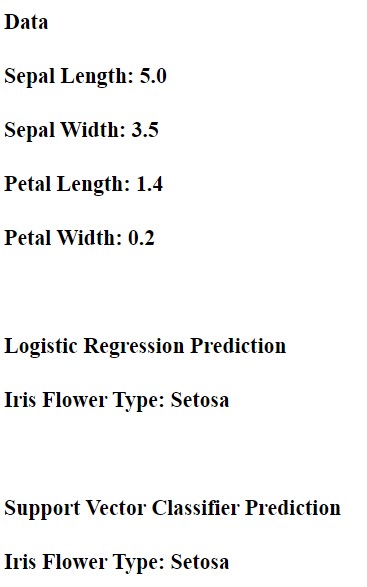 Data
Sepal Length: 5.0
Sepal Width: 3.5
Petal Length: 1.4
Petal Width: 0.2
Logistic Regression Prediction
Iris Flower Type: Setosa
Support Vector Classifier Prediction
Iris Flower Type: Setosa